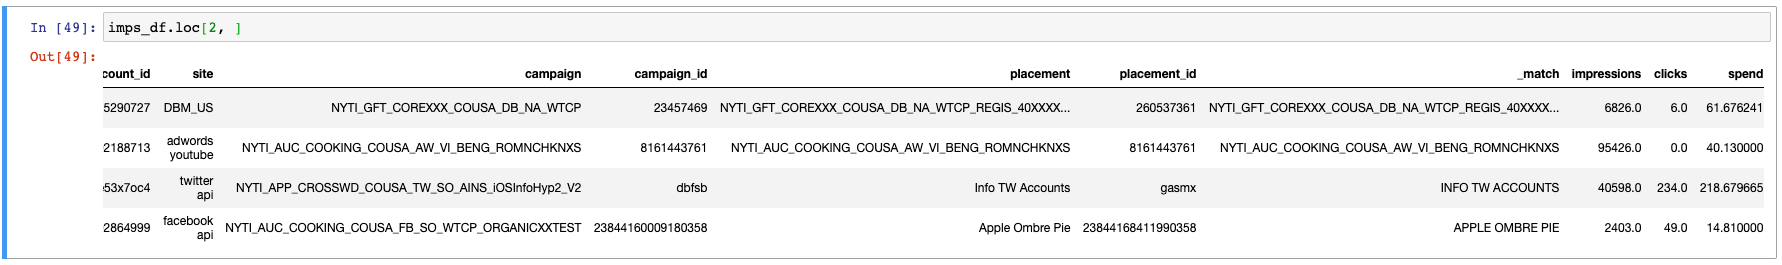 In [49]: imps_df.loc[2, ]
Out[49]:
count_id site campaign campaign_id placement placement_id _match impressions clicks spend
5290727 DBM_US NYTI_GFT_COREXXX_COUSA_DB_NA_WTCP 23457469 NYTI_GFT_COREXXX_COUSA_DB_NA_WTCP_REGIS_40XXXX... 260537361 NYTI_GFT_COREXXX_COUSA_DB_NA_WTCP_REGIS_40XXXX... 6826.0 6.0 61.676241
2188713 adwords youtube NYTI_AUC_COOKING_COUSA_AW_VI_BENG_ROMNCHKNXS 8161443761 NYTI_AUC_COOKING_COUSA_AW_VI_BENG_ROMNCHKNXS 8161443761 NYTI_AUC_COOKING_COUSA_AW_VI_BENG_ROMNCHKNXS 95426.0 0.0 40.130000
53x7oc4 twitter api NYTI_APP_CROSSWD_COUSA_TW_SO_AINS_iOSInfoHyp2_V2 dbfsb Info TW Accounts gasmx INFO TW ACCOUNTS 40598.0 234.0 218.679665
2864999 facebook api NYTI_AUC_COOKING_COUSA_FB_SO_WTCP_ORGANICXXTEST 23844160009180358 Apple Ombre Pie 23844168411990358 APPLE OMBRE PIE 2403.0 49.0 14.810000